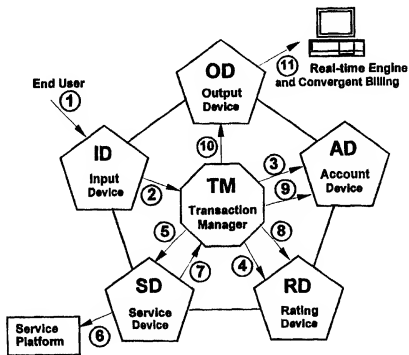 OD
Output
Device
11
Real-time Engine
and Convergent Billing
End User
1
ID
Input
Device
2
10
3
9
AD
Account
Device
TM
Transaction
Manager
5
7
4
8
SD
Service
Device
6
Service
Platform
RD
Rating
Device